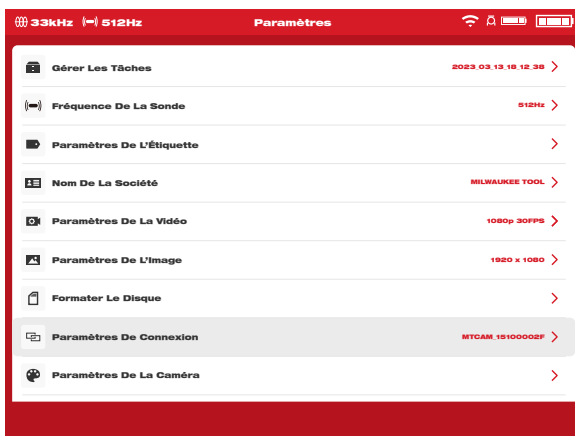 33kHz 512Hz Paramètres
Gérer Les Tâches 2023_03_13_18_12_38
Fréquence De La Sonde 512Hz
Paramètres De L'Étiquette
Nom De La Société MILWAUKEE TOOL
Paramètres De La Vidéo 1080p 30FPS
Paramètres De L'Image 1920 x 1080
Formater Le Disque
Paramètres De Connexion MTCAM_15100002F
Paramètres De La Caméra